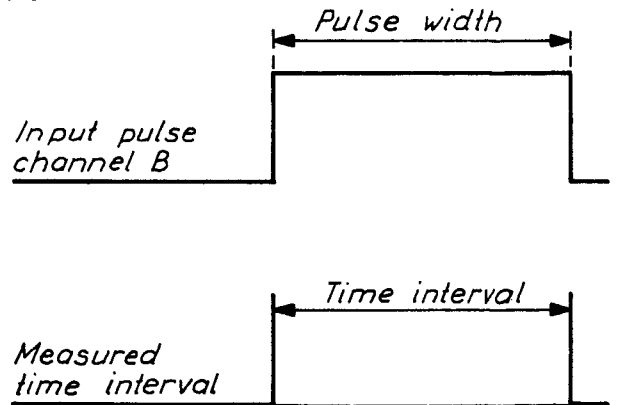 Pulse width
Input pulse
channel B
Time interval
Measured
time interval